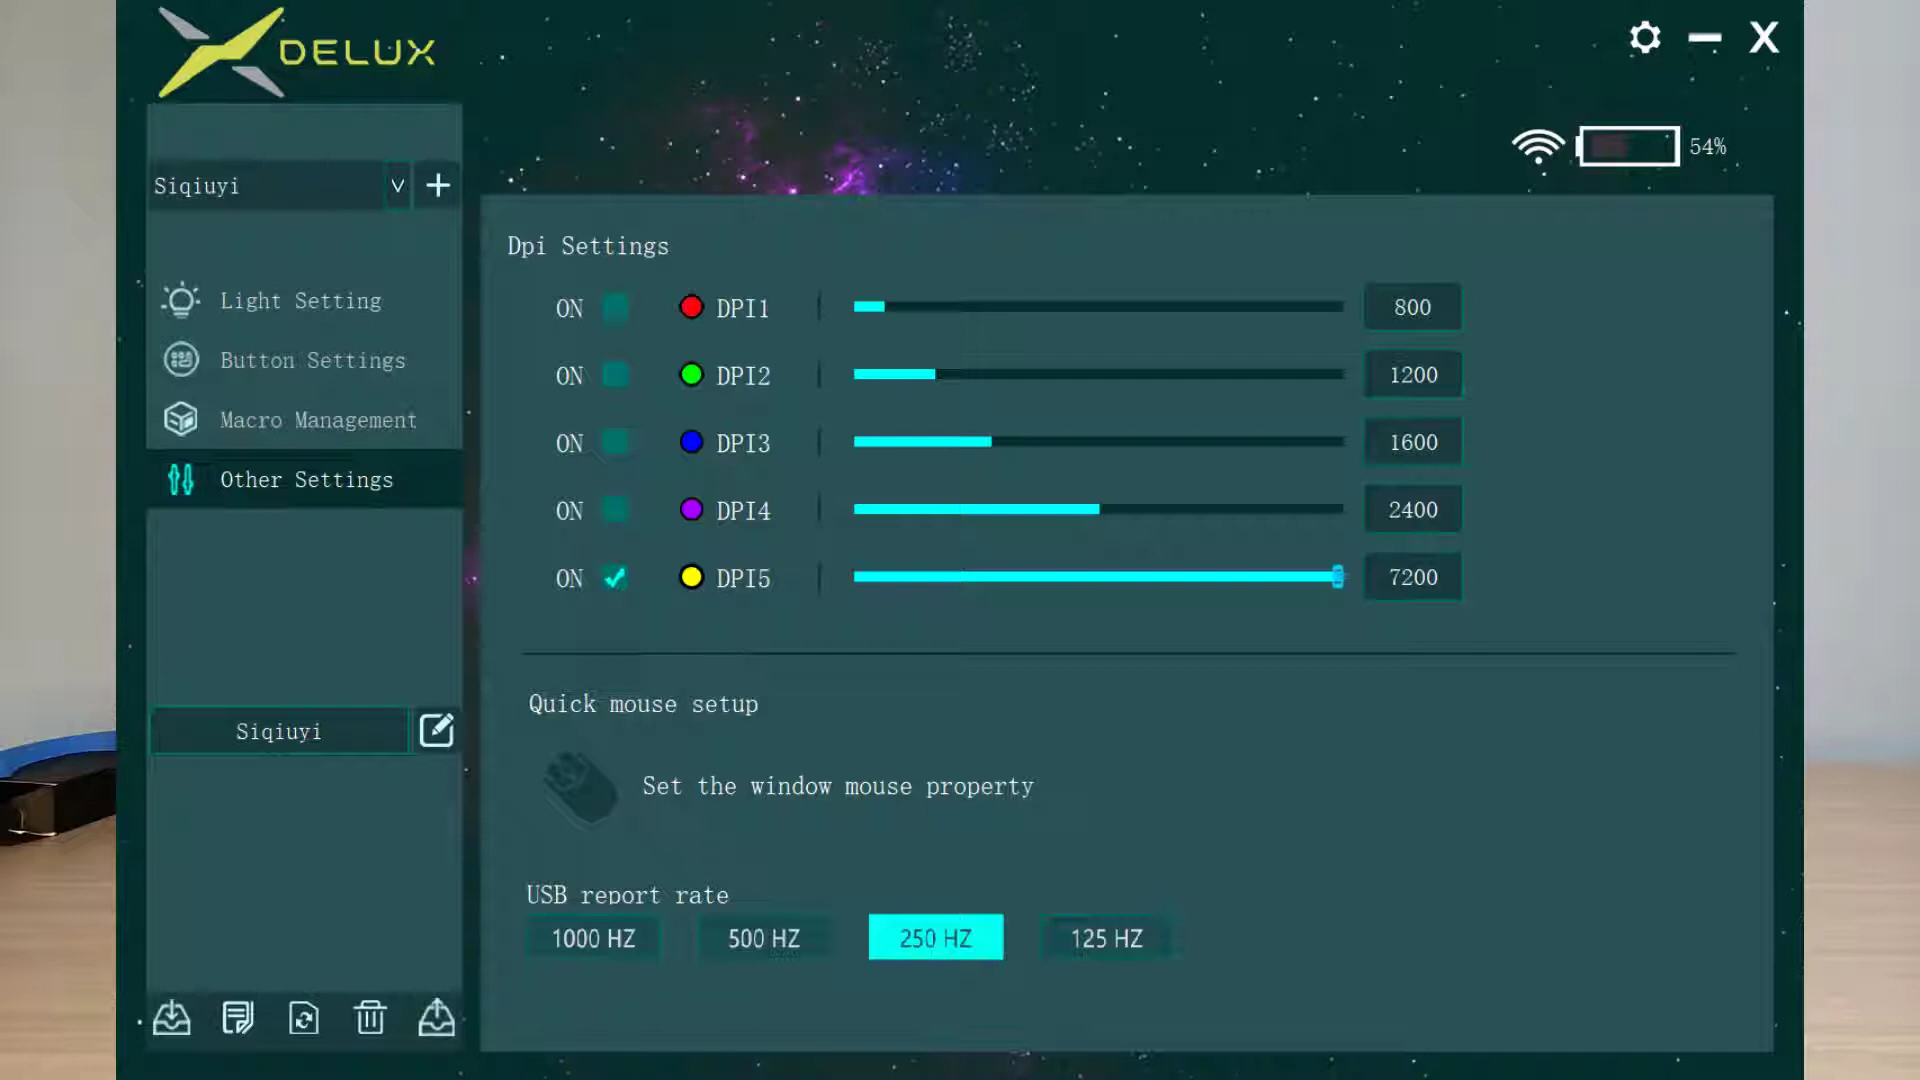 DELUX
54%
Siqiuyi
Light Setting
Button Settings
Macro Management
Other Settings
Siqiuyi
Dpi Settings
ON DPI1 800
ON DPI2 1200
ON DPI3 1600
ON DPI4 2400
ON DPI5 7200
Quick mouse setup
Set the window mouse property
USB report rate
1000 HZ 500 HZ 250 HZ 125 HZ